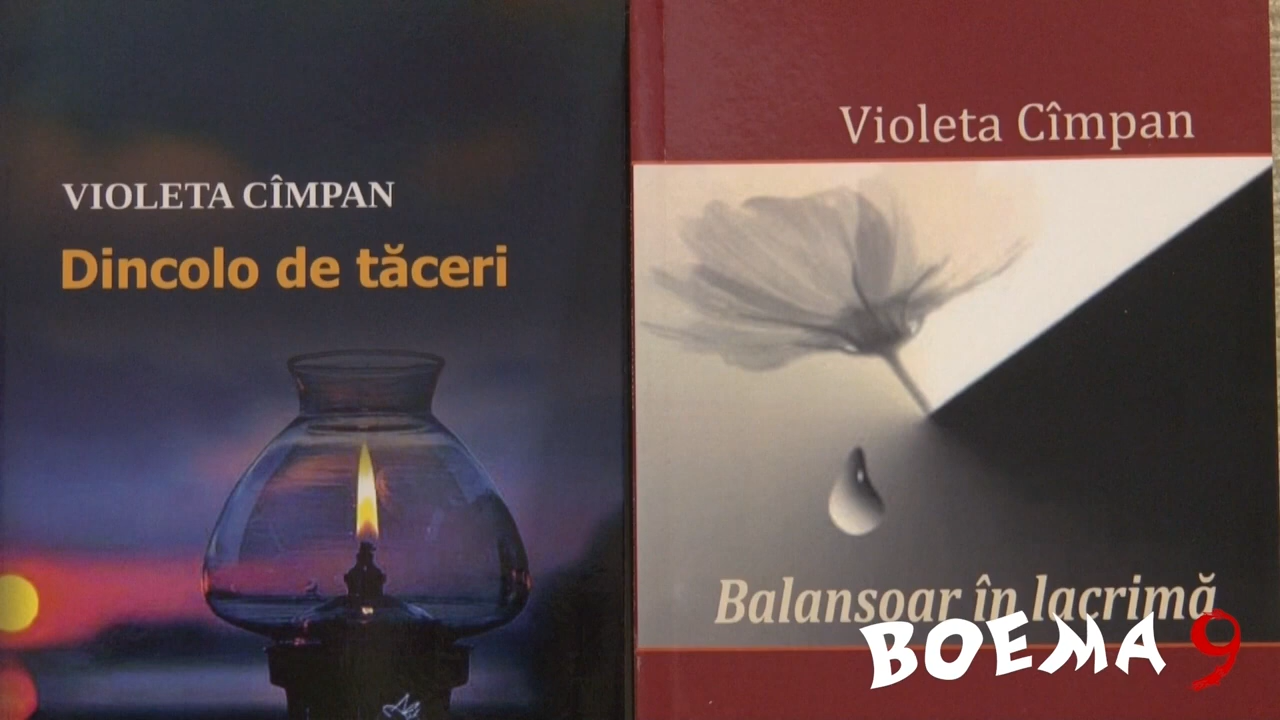 VIOLETA CÎMPAN
Dincolo de tăceri
Violeta Cîmpan
Balansoar în lacrimă
BOEMA 9